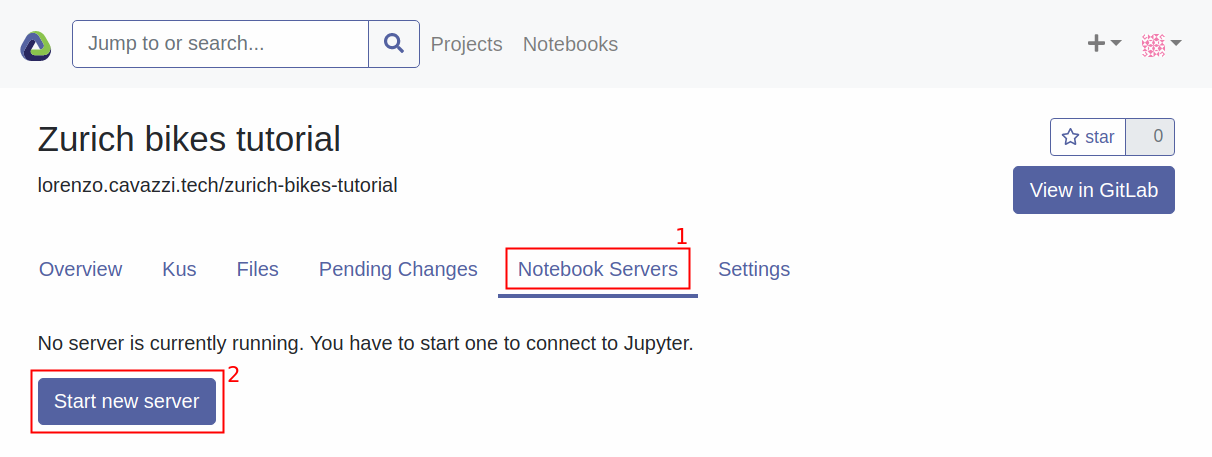 Jump to or search... Projects Notebooks
Zurich bikes tutorial
star 0
lorenzo.cavazzi.tech/zurich-bikes-tutorial
View in GitLab
1
Overview Kus Files Pending Changes Notebook Servers Settings
No server is currently running. You have to start one to connect to Jupyter.
2
Start new server